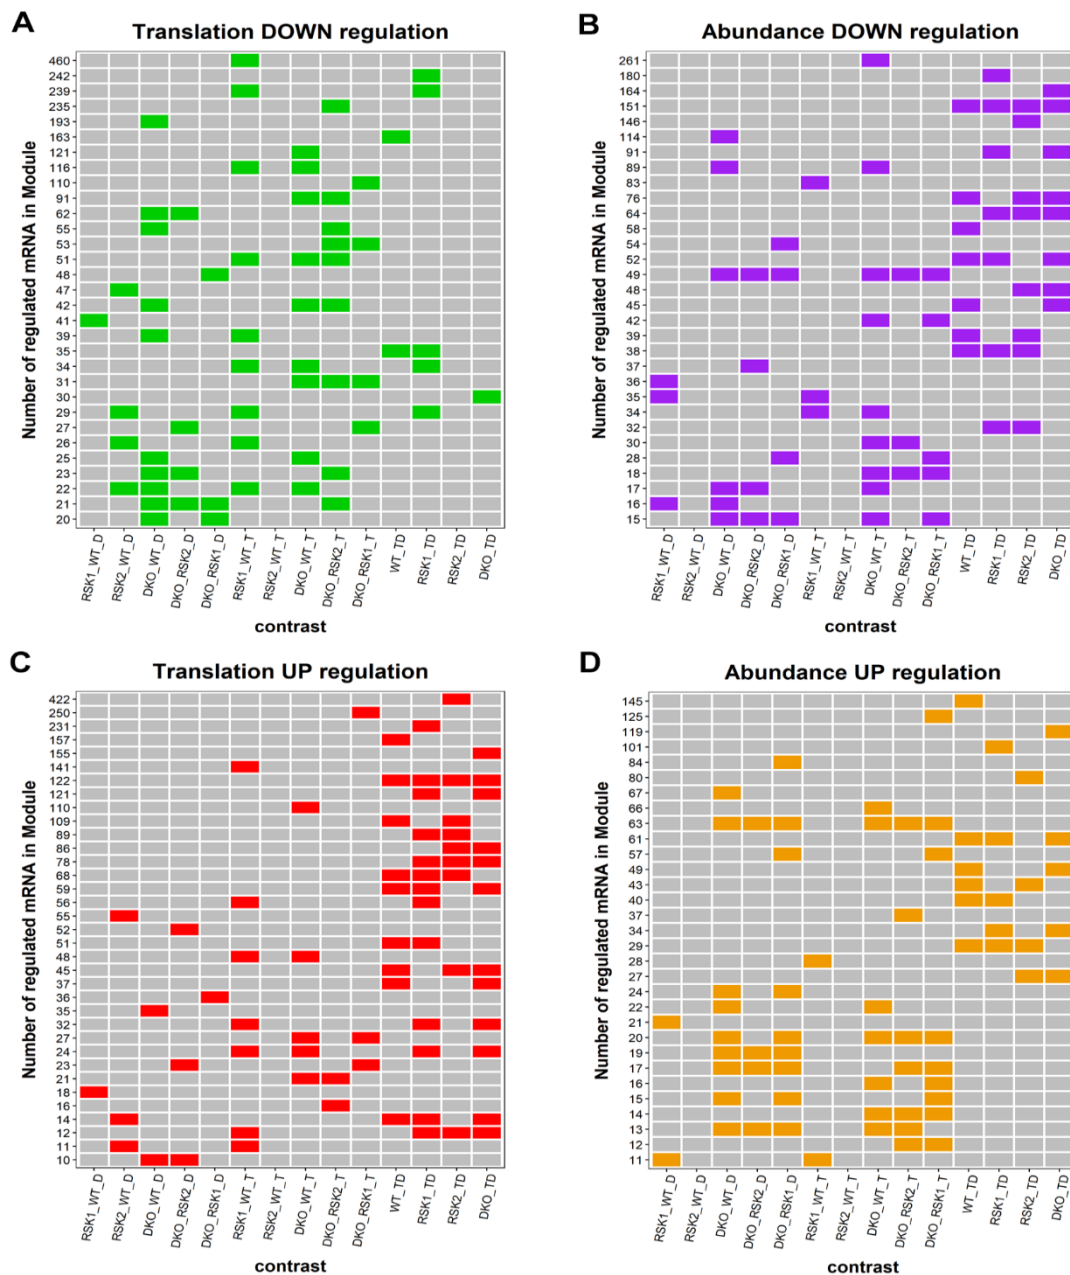 A
Translation DOWN regulation
Number of regulated mRNA in Module
460
242
239
235
193
163
121
116
110
91
62
55
53
51
48
47
42
41
39
35
34
31
30
29
27
26
25
23
22
21
20
RSK1_WT_D
RSK2_WT_D
DKO_WT_D
DKO_RSK2_D
DKO_RSK1_D
RSK1_WT_T
RSK2_WT_T
DKO_WT_T
DKO_RSK2_T
DKO_RSK1_T
WT_TD
RSK1_TD
RSK2_TD
DKO_TD
contrast
B
Abundance DOWN regulation
Number of regulated mRNA in Module
261
180
164
151
146
114
91
89
83
76
64
58
54
52
49
48
45
42
39
38
37
36
35
34
32
30
28
18
17
16
15
RSK1_WT_D
RSK2_WT_D
DKO_WT_D
DKO_RSK2_D
DKO_RSK1_D
RSK1_WT_T
RSK2_WT_T
DKO_WT_T
DKO_RSK2_T
DKO_RSK1_T
WT_TD
RSK1_TD
RSK2_TD
DKO_TD
contrast
C
Translation UP regulation
Number of regulated mRNA in Module
422
250
231
157
155
141
122
121
110
109
89
86
78
68
59
56
55
52
51
48
45
37
36
35
32
27
24
23
21
18
16
14
12
11
10
RSK1_WT_D
RSK2_WT_D
DKO_WT_D
DKO_RSK2_D
DKO_RSK1_D
RSK1_WT_T
RSK2_WT_T
DKO_WT_T
DKO_RSK2_T
DKO_RSK1_T
WT_TD
RSK1_TD
RSK2_TD
DKO_TD
contrast
D
Abundance UP regulation
Number of regulated mRNA in Module
145
125
119
101
84
80
67
66
63
61
57
49
43
40
37
34
29
28
27
24
22
21
20
19
17
16
15
14
13
12
11
RSK1_WT_D
RSK2_WT_D
DKO_WT_D
DKO_RSK2_D
DKO_RSK1_D
RSK1_WT_T
RSK2_WT_T
DKO_WT_T
DKO_RSK2_T
DKO_RSK1_T
WT_TD
RSK1_TD
RSK2_TD
DKO_TD
contrast